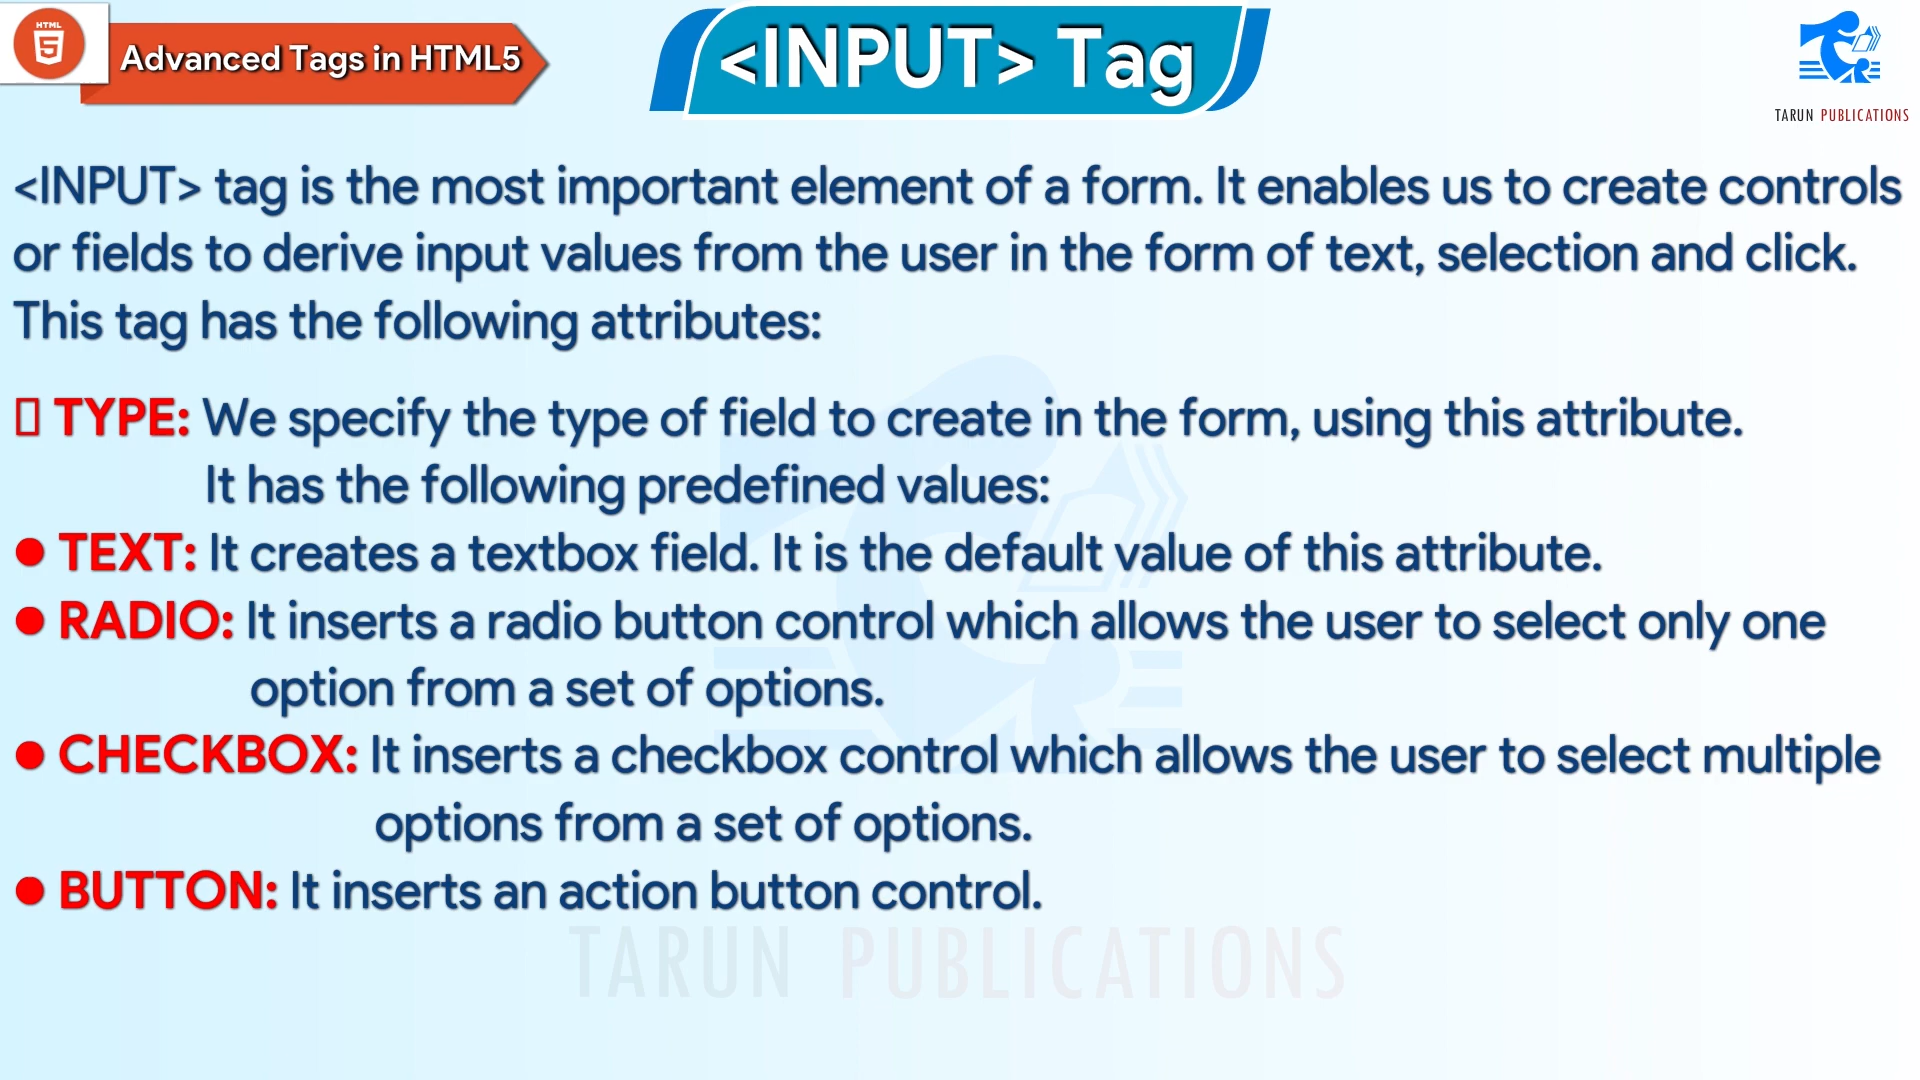 HTML
5
Advanced Tags in HTML5
<INPUT> Tag
TARUN PUBLICATIONS
<INPUT> tag is the most important element of a form. It enables us to create controls
or fields to derive input values from the user in the form of text, selection and click.
This tag has the following attributes:
TYPE: We specify the type of field to create in the form, using this attribute.
It has the following predefined values:
● TEXT: It creates a textbox field. It is the default value of this attribute.
● RADIO: It inserts a radio button control which allows the user to select only one
option from a set of options.
● CHECKBOX: It inserts a checkbox control which allows the user to select multiple
options from a set of options.
● BUTTON: It inserts an action button control.
TARUN PUBLICATIONS